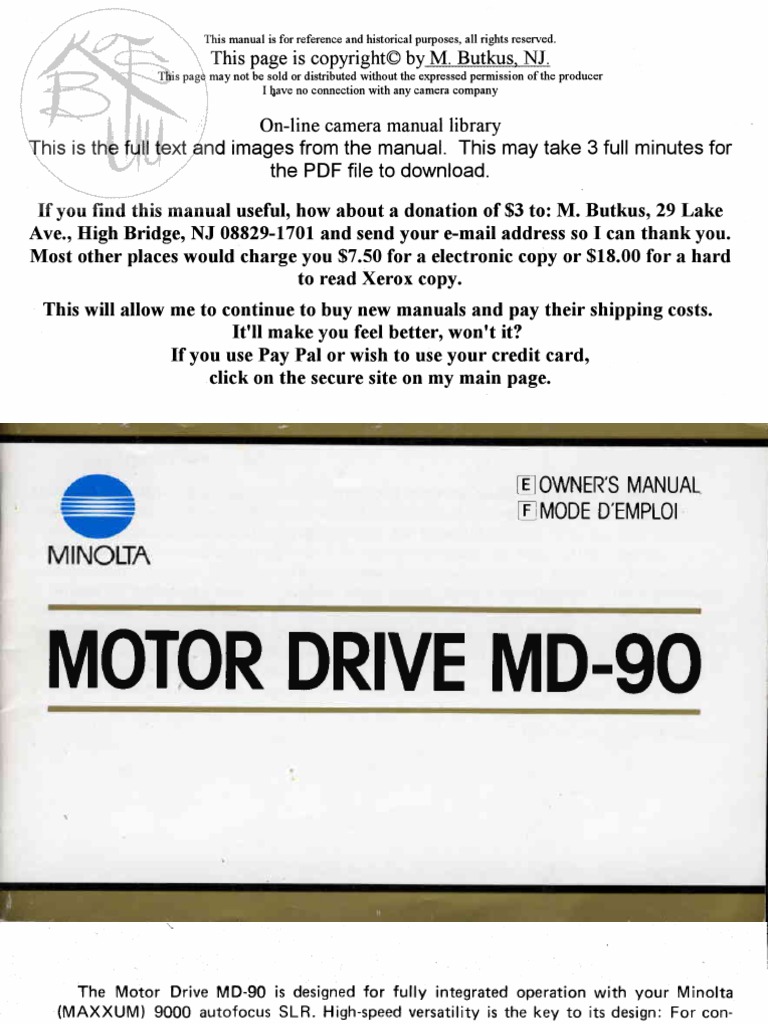 This manual is for reference and historical purposes, all rights reserved.
This page is copyright© by M. Butkus, NJ.
This page may not be sold or distributed without the expressed permission of the producer
I have no connection with any camera company
On-line camera manual library
This is the full text and images from the manual. This may take 3 full minutes for
the PDF file to download.
If you find this manual useful, how about a donation of $3 to: M. Butkus, 29 Lake
Ave., High Bridge, NJ 08829-1701 and send your e-mail address so I can thank you.
Most other places would charge you $7.50 for a electronic copy or $18.00 for a hard
to read Xerox copy.
This will allow me to continue to buy new manuals and pay their shipping costs.
It'll make you feel better, won't it?
If you use Pay Pal or wish to use your credit card,
click on the secure site on my main page.
E OWNER'S MANUAL
F MODE D'EMPLOI
MINOLTA
MOTOR DRIVE MD-90
The Motor Drive MD-90 is designed for fully integrated operation with your Minolta
(MAXXUM) 9000 autofocus SLR. High-speed versatility is the key to its design: For con-